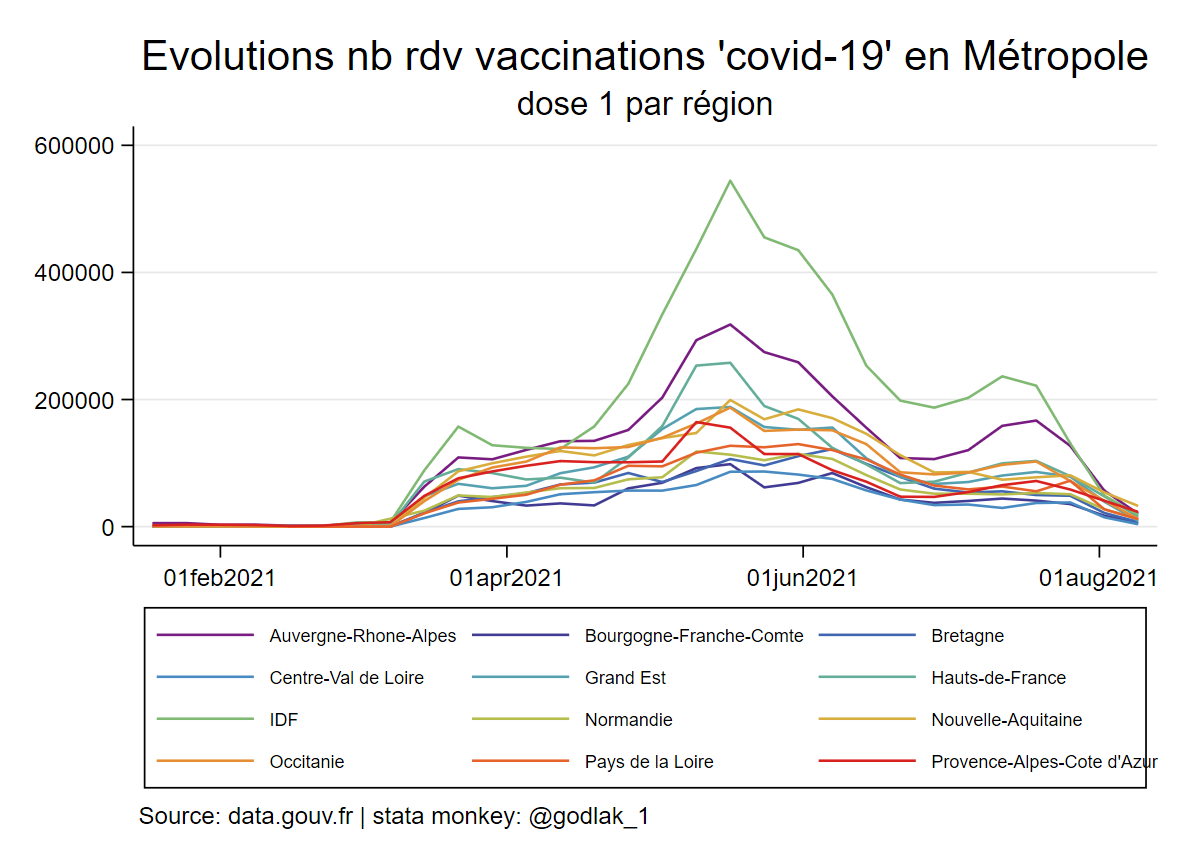 Evolutions nb rdv vaccinations 'covid-19' en Métropole
dose 1 par région
600000
400000
200000
0
01feb2021 01apr2021 01jun2021 01aug2021
Auvergne-Rhone-Alpes Bourgogne-Franche-Comte Bretagne
Centre-Val de Loire Grand Est Hauts-de-France
IDF Normandie Nouvelle-Aquitaine
Occitanie Pays de la Loire Provence-Alpes-Cote d'Azur
Source: data.gouv.fr | stata monkey: @godlak_1